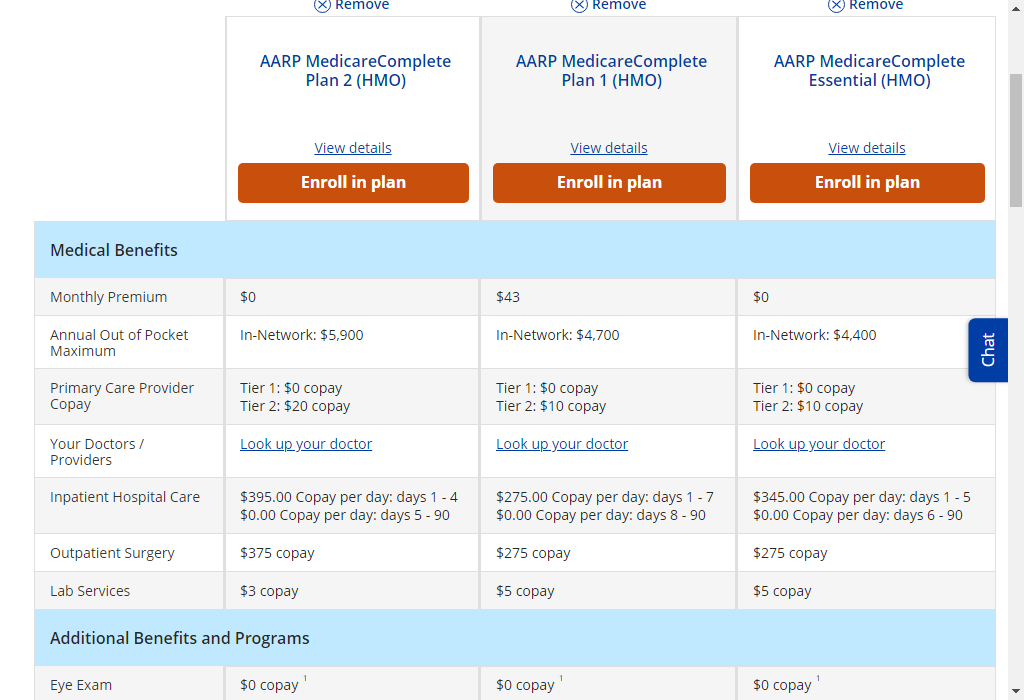 Remove Remove Remove
AARP MedicareComplete
Plan 2 (HMO)
AARP MedicareComplete
Plan 1 (HMO)
AARP MedicareComplete
Essential (HMO)
View details View details View details
Enroll in plan Enroll in plan Enroll in plan
Medical Benefits
Monthly Premium $0 $43 $0
Annual Out of Pocket
Maximum
In-Network: $5,900 In-Network: $4,700 In-Network: $4,400
Chat
Primary Care Provider
Copay
Tier 1: $0 copay
Tier 2: $20 copay
Tier 1: $0 copay
Tier 2: $10 copay
Tier 1: $0 copay
Tier 2: $10 copay
Your Doctors /
Providers
Look up your doctor Look up your doctor Look up your doctor
Inpatient Hospital Care
$395.00 Copay per day: days 1 - 4
$0.00 Copay per day: days 5 - 90
$275.00 Copay per day: days 1 - 7
$0.00 Copay per day: days 8 - 90
$345.00 Copay per day: days 1 - 5
$0.00 Copay per day: days 6 - 90
Outpatient Surgery $375 copay $275 copay $275 copay
Lab Services $3 copay $5 copay $5 copay
Additional Benefits and Programs
Eye Exam $0 copay 1 $0 copay 1 $0 copay 1